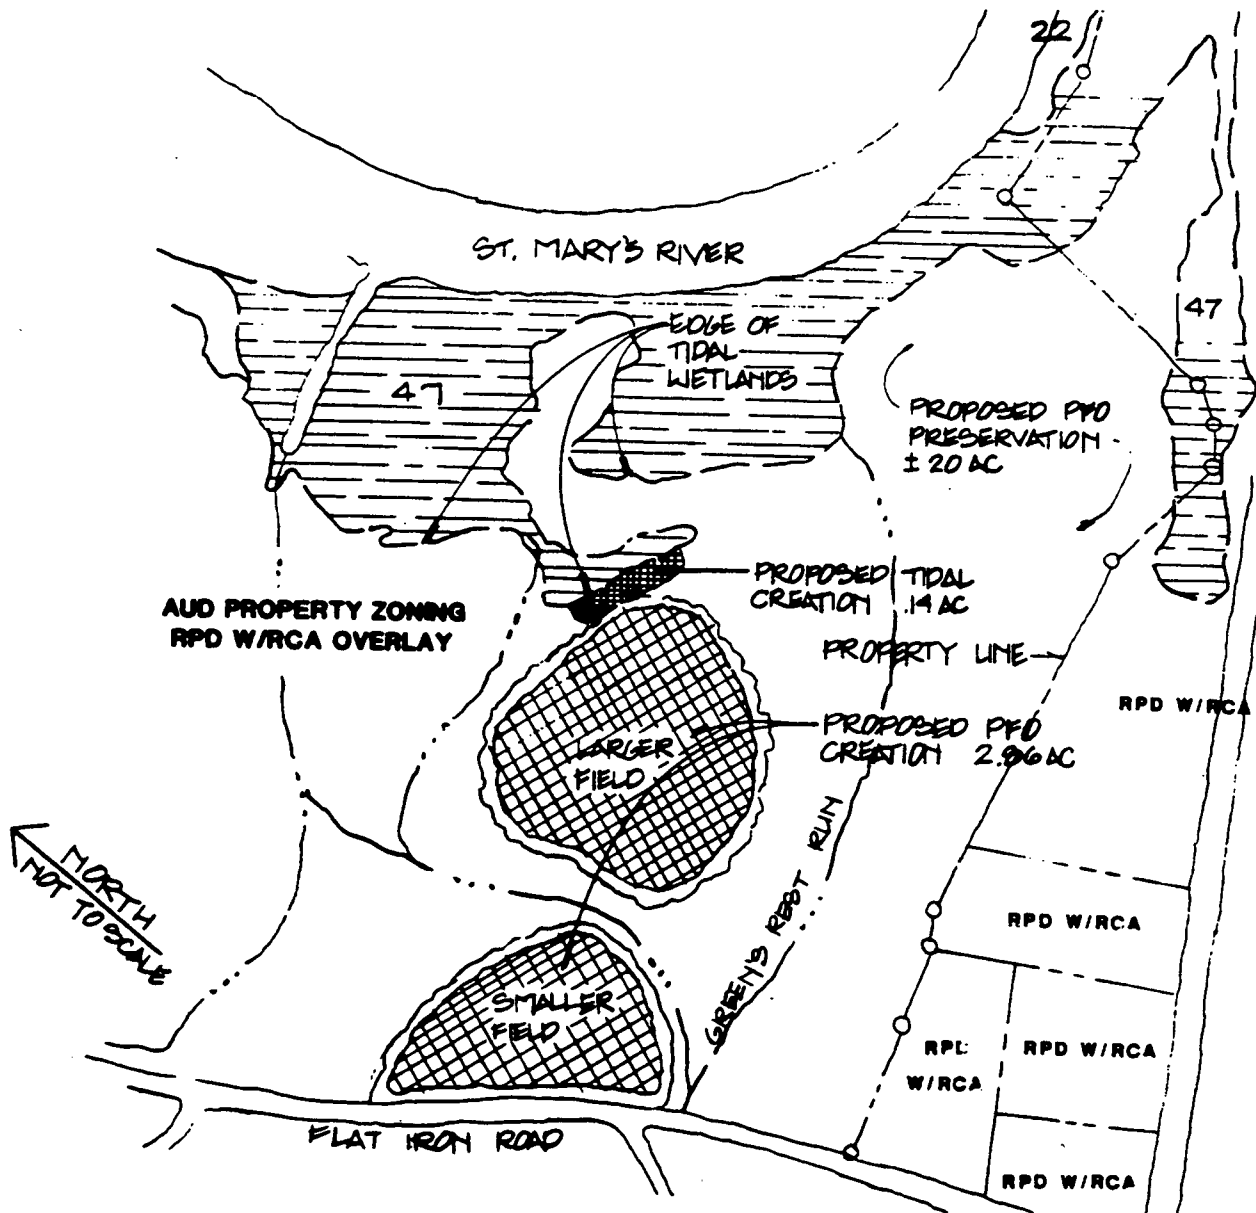 22
ST. MARY'S RIVER
47
EDGE OF
TIDAL
WETLANDS
47
PROPOSED PFO
PRESERVATION
± 20 AC
PROPOSED TIDAL
CREATION .14 AC
AUD PROPERTY ZONING
RPD W/RCA OVERLAY
PROPERTY LINE
RPD W/RCA
PROPOSED PFO
CREATION 2.86 AC
LARGER
FIELD
NORTH
NOT TO SCALE
GREEN'S REST RUN
RPD W/RCA
SMALLER
FIELD
RPD W/RCA
RPD
W/RCA
FLAT IRON ROAD
RPD W/RCA